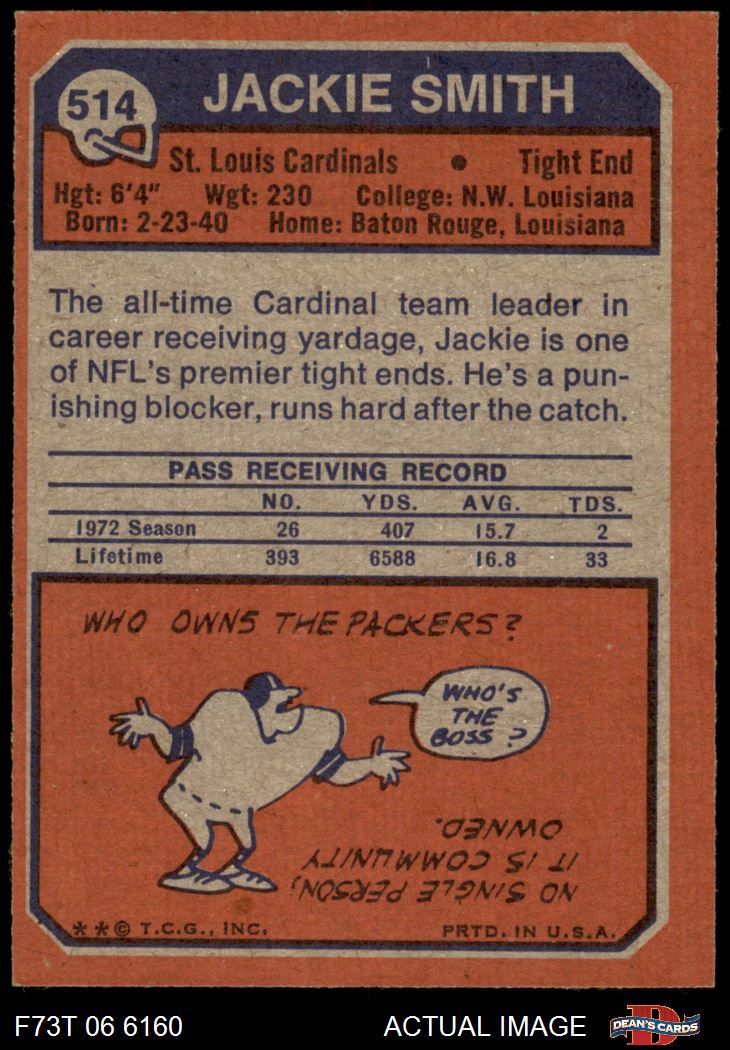 514
JACKIE SMITH
St. Louis Cardinals • Tight End
Hgt: 6'4" Wgt: 230 College: N.W. Louisiana
Born: 2-23-40 Home: Baton Rouge, Louisiana
The all-time Cardinal team leader in
career receiving yardage, Jackie is one
of NFL's premier tight ends. He's a pun-
ishing blocker, runs hard after the catch.
PASS RECEIVING RECORD
NO. YDS. AVG. TDS.
1972 Season 26 407 15.7 2
Lifetime 393 6588 16.8 33
WHO OWNS THE PACKERS?
WHO'S
THE
BOSS?
NO SINGLE PERSON,
IT IS COMMUNITY
OWNED.
** © T.C.G., INC. PRTD. IN U.S.A.
F73T 06 6160 ACTUAL IMAGE
DEAN'S CARDS